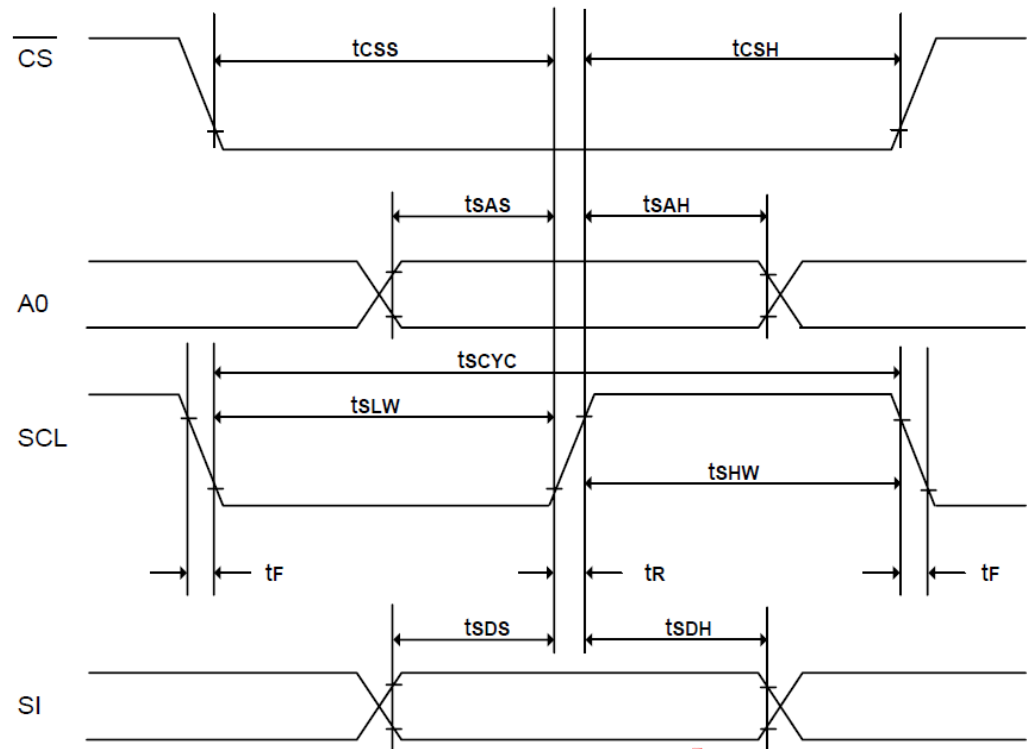 CS
tCSS
tCSH
tSAS
tSAH
A0
tSCYC
tSLW
SCL
tSHW
tF
tR
tF
tSDS
tSDH
SI